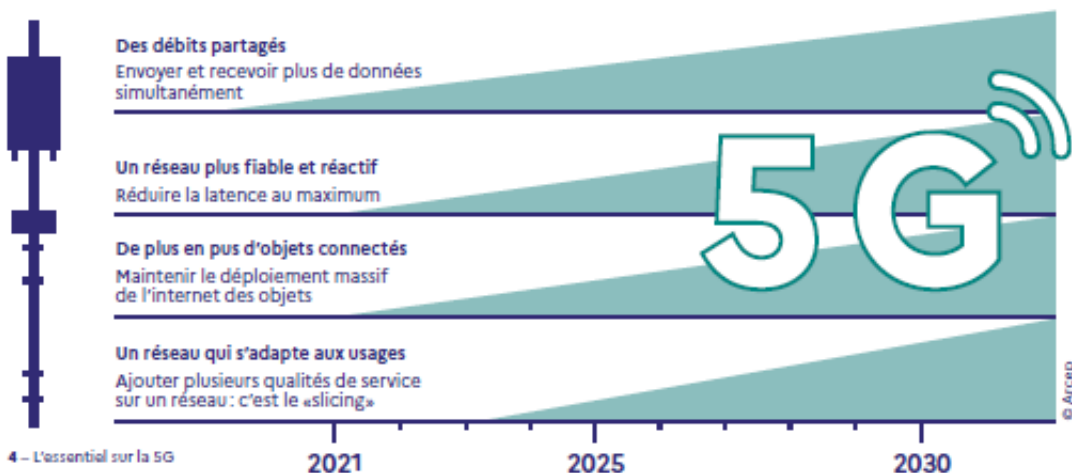 Des débits partagés
Envoyer et recevoir plus de données
simultanément
Un réseau plus fiable et réactif
Réduire la latence au maximum
De plus en pus d'objets connectés
Maintenir le déploiement massif
de l'internet des objets
Un réseau qui s'adapte aux usages
Ajouter plusieurs qualités de service
sur un réseau : c'est le «slicing»
5G
© Arcep
2021
2025
2030
4 – L'essentiel sur la 5G